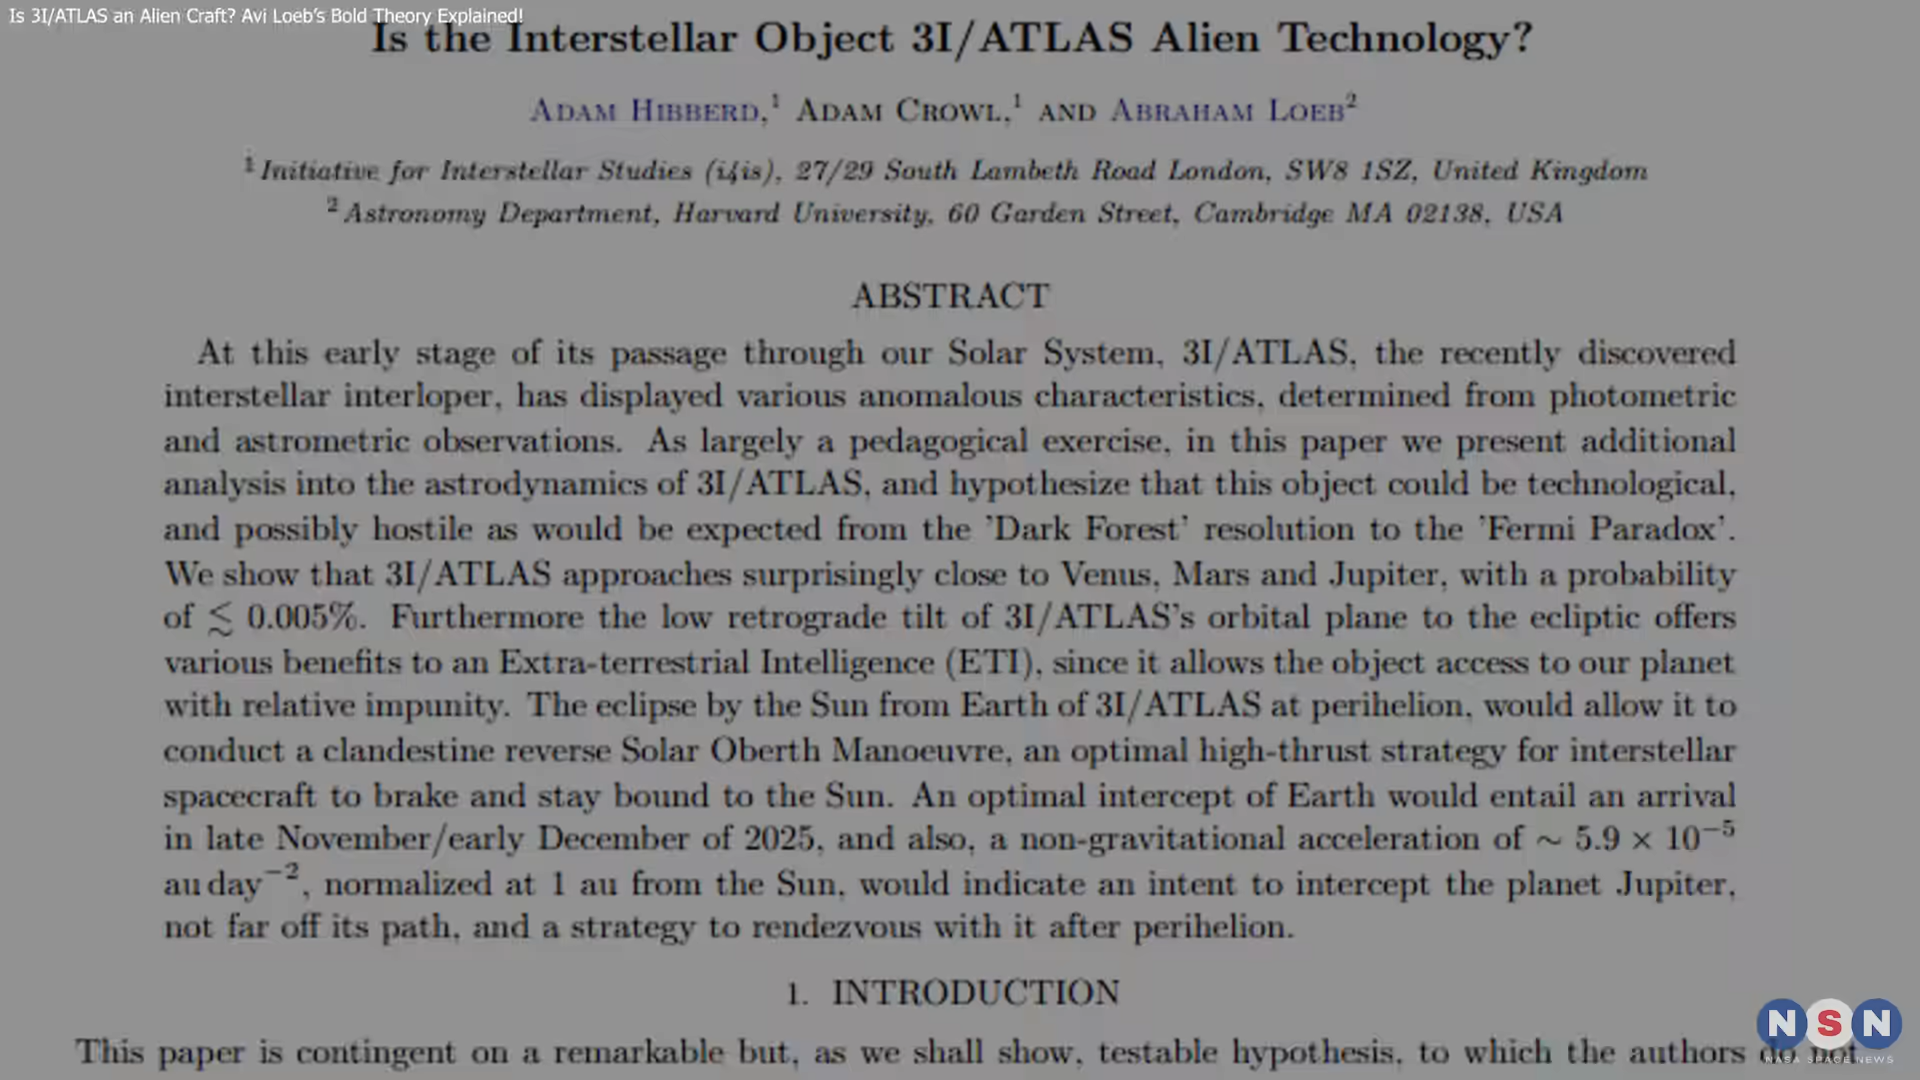 Is 3I/ATLAS an Alien Craft? Avi Loeb's Bold Theory Explained!
Is the Interstellar Object 3I/ATLAS Alien Technology?
ADAM HIBBERD,¹ ADAM CROWL,¹ AND ABRAHAM LOEB²
¹ Initiative for Interstellar Studies (i4is), 27/29 South Lambeth Road London, SW8 1SZ, United Kingdom
² Astronomy Department, Harvard University, 60 Garden Street, Cambridge MA 02138, USA
ABSTRACT
At this early stage of its passage through our Solar System, 3I/ATLAS, the recently discovered
interstellar interloper, has displayed various anomalous characteristics, determined from photometric
and astrometric observations. As largely a pedagogical exercise, in this paper we present additional
analysis into the astrodynamics of 3I/ATLAS, and hypothesize that this object could be technological,
and possibly hostile as would be expected from the 'Dark Forest' resolution to the 'Fermi Paradox'.
We show that 3I/ATLAS approaches surprisingly close to Venus, Mars and Jupiter, with a probability
of ≲ 0.005%. Furthermore the low retrograde tilt of 3I/ATLAS's orbital plane to the ecliptic offers
various benefits to an Extra-terrestrial Intelligence (ETI), since it allows the object access to our planet
with relative impunity. The eclipse by the Sun from Earth of 3I/ATLAS at perihelion, would allow it to
conduct a clandestine reverse Solar Oberth Manoeuvre, an optimal high-thrust strategy for interstellar
spacecraft to brake and stay bound to the Sun. An optimal intercept of Earth would entail an arrival
in late November/early December of 2025, and also, a non-gravitational acceleration of ~ 5.9 × 10⁻⁵
au day⁻², normalized at 1 au from the Sun, would indicate an intent to intercept the planet Jupiter,
not far off its path, and a strategy to rendezvous with it after perihelion.
1. INTRODUCTION
This paper is contingent on a remarkable but, as we shall show, testable hypothesis, to which the authors do not
NSN
NASA SPACE NEWS